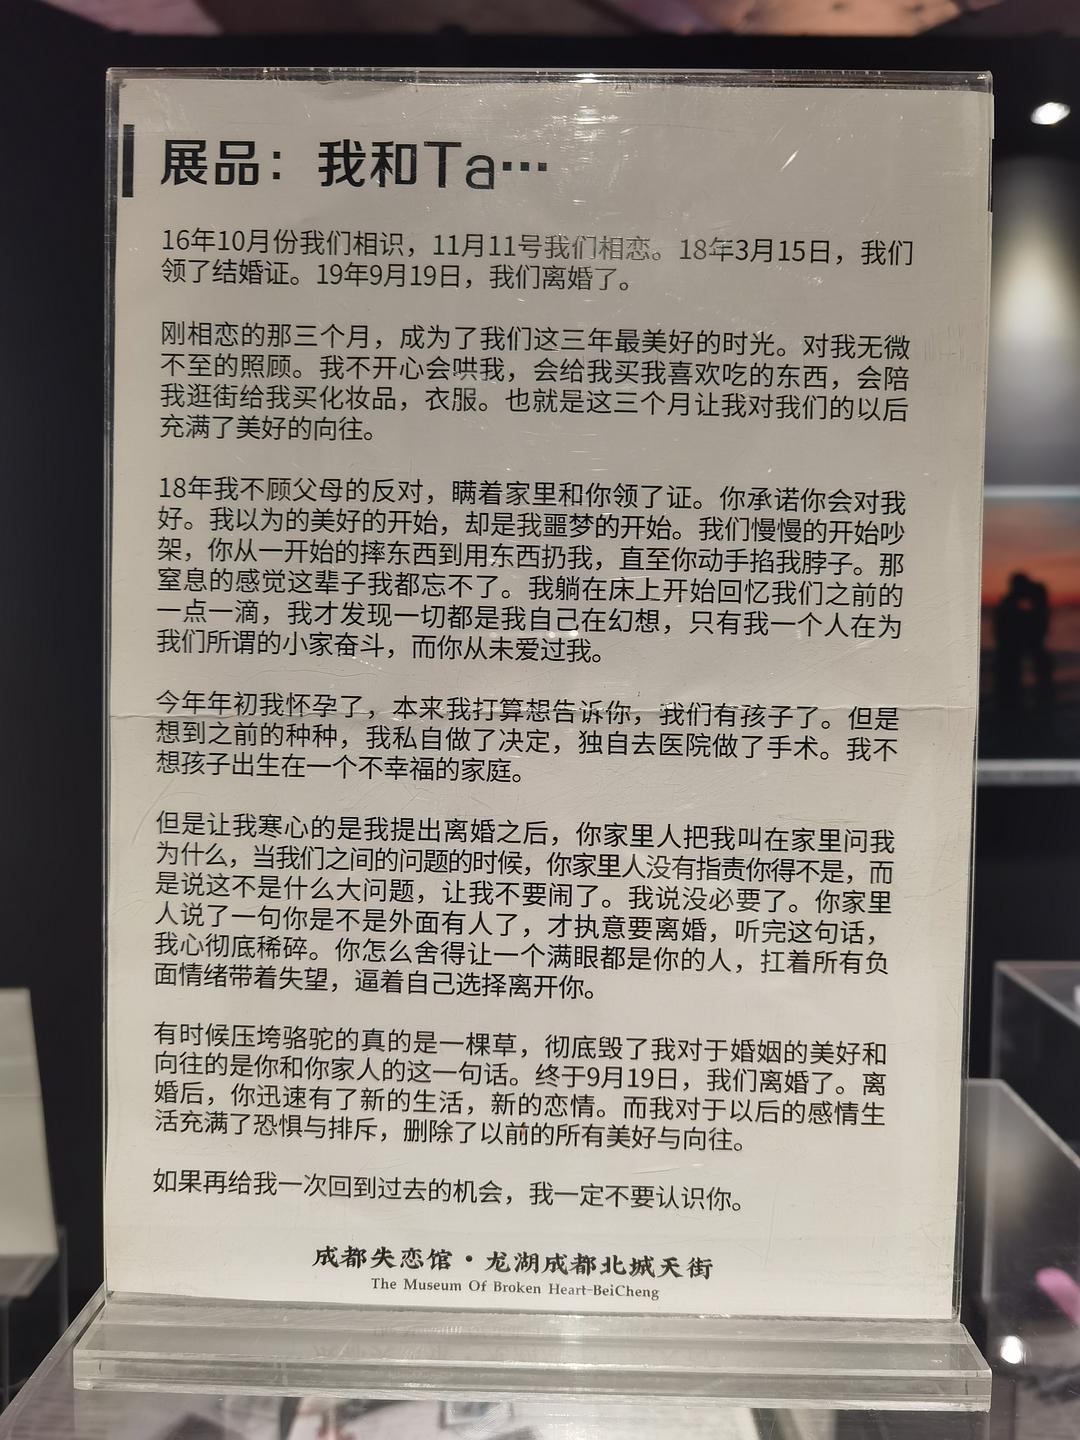 展品：我和Ta…
16年10月份我们相识，11月11号我们相恋。18年3月15日，我们
领了结婚证。19年9月19日，我们离婚了。
刚相恋的那三个月，成为了我们这三年最美好的时光。对我无微
不至的照顾。我不开心会哄我，会给我买我喜欢吃的东西，会陪
我逛街给我买化妆品，衣服。也就是这三个月让我对我们的以后
充满了美好的向往。
18年我不顾父母的反对，瞒着家里和你领了证。你承诺你会对我
好。我以为的美好的开始，却是我噩梦的开始。我们慢慢的开始吵
架，你从一开始的摔东西到用东西扔我，直至你动手掐我脖子。那
窒息的感觉这辈子我都忘不了。我躺在床上开始回忆我们之前的
一点一滴，我才发现一切都是我自己在幻想，只有我一个人在为
我们所谓的小家奋斗，而你从未爱过我。
今年年初我怀孕了，本来我打算想告诉你，我们有孩子了。但是
想到之前的种种，我私自做了决定，独自去医院做了手术。我不
想孩子出生在一个不幸福的家庭。
但是让我寒心的是我提出离婚之后，你家里人把我叫在家里问我
为什么，当我们之间的问题的时候，你家里人没有指责你得不是，而
是说这不是什么大问题，让我不要闹了。我说没必要了。你家里
人说了一句你是不是外面有人了，才执意要离婚，听完这句话，
我心彻底稀碎。你怎么舍得让一个满眼都是你的人，扛着所有负
面情绪带着失望，逼着自己选择离开你。
有时候压垮骆驼的真的是一棵草，彻底毁了我对于婚姻的美好和
向往的是你和你家人的这一句话。终于9月19日，我们离婚了。离
婚后，你迅速有了新的生活，新的恋情。而我对于以后的感情生
活充满了恐惧与排斥，删除了以前的所有美好与向往。
如果再给我一次回到过去的机会，我一定不要认识你。
成都失恋馆·龙湖成都北城天街
The Museum Of Broken Heart-BeiCheng